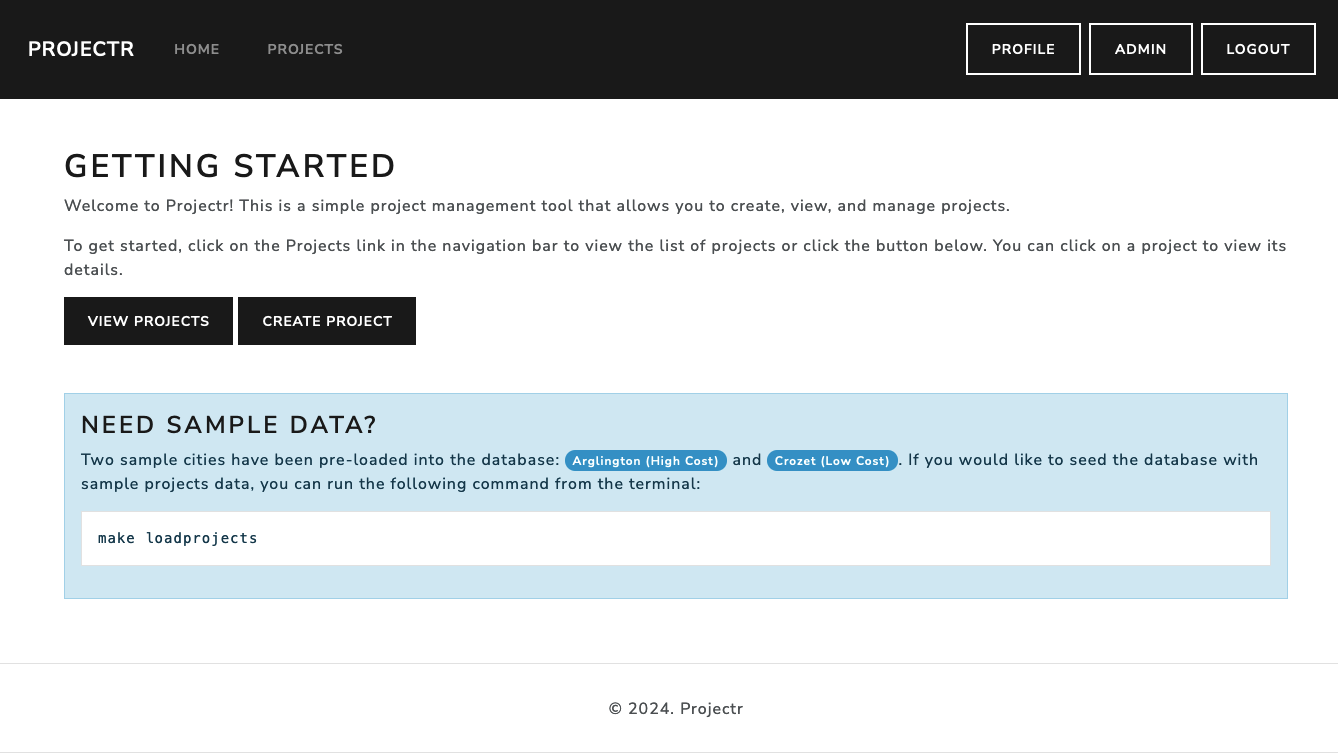 PROJECTR HOME PROJECTS PROFILE ADMIN LOGOUT
GETTING STARTED
Welcome to Projectr! This is a simple project management tool that allows you to create, view, and manage projects.
To get started, click on the Projects link in the navigation bar to view the list of projects or click the button below. You can click on a project to view its
details.
VIEW PROJECTS CREATE PROJECT
NEED SAMPLE DATA?
Two sample cities have been pre-loaded into the database: Arglington (High Cost) and Crozet (Low Cost). If you would like to seed the database with
sample projects data, you can run the following command from the terminal:
make loadprojects
© 2024. Projectr